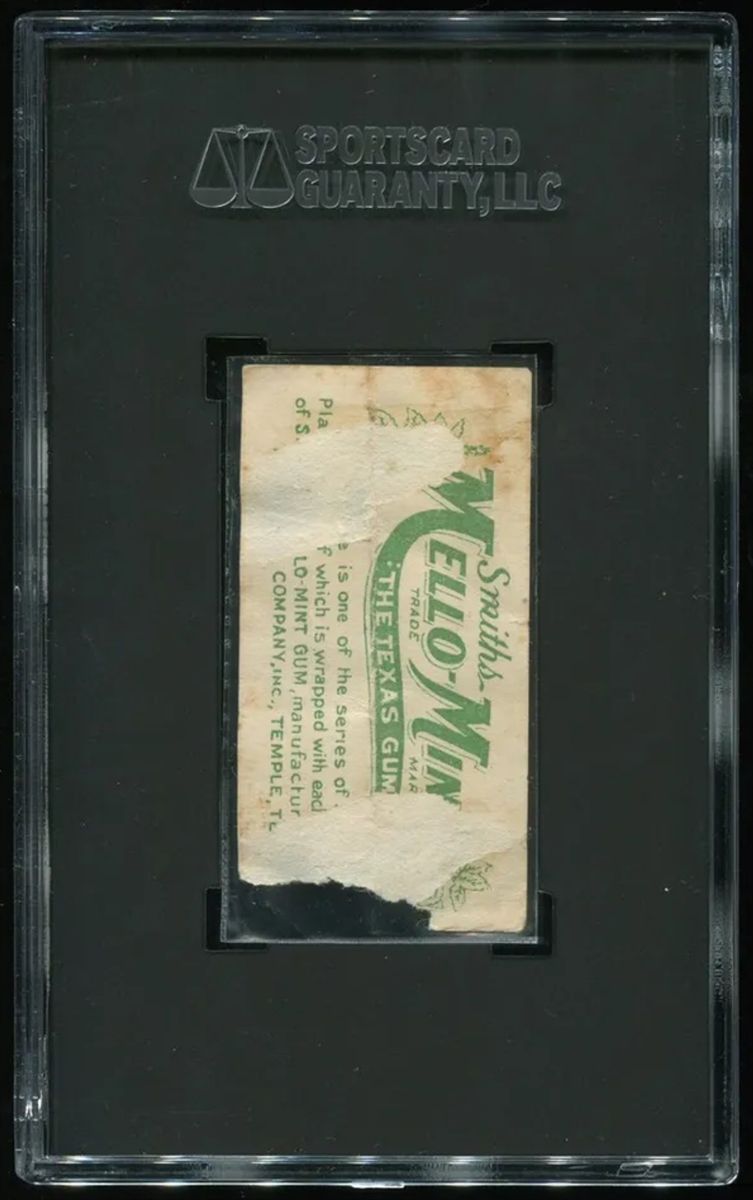 SPORTSCARD
GUARANTY, LLC
Smiths-
MELLO-MIN
TRADE MAR
THE TEXAS GUM
Pla e is one of the series of
of S. f which is wrapped with eac
LO-MINT GUM, manufactur
COMPANY, INC., TEMPLE, TE